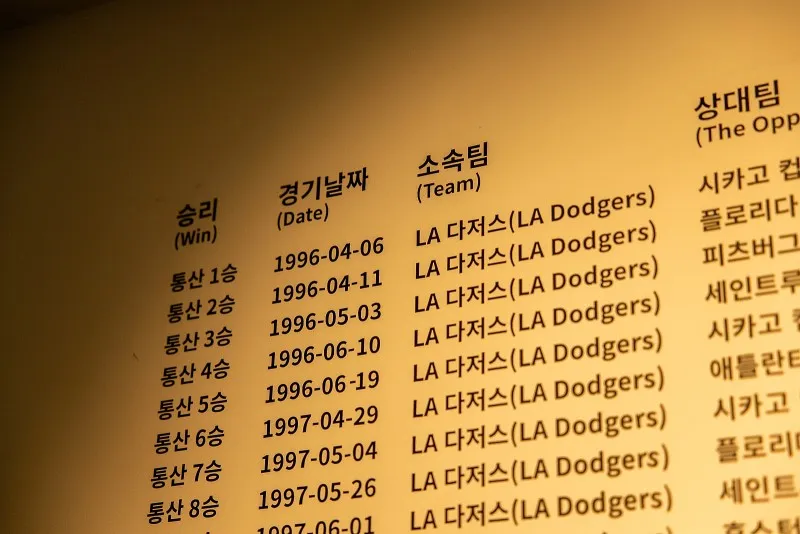 승리 경기날짜 소속팀 상대팀
(Win) (Date) (Team) (The Opp
통산 1승 1996-04-06 LA 다저스(LA Dodgers) 시카고 컵
통산 2승 1996-04-11 LA 다저스(LA Dodgers) 플로리다
통산 3승 1996-05-03 LA 다저스(LA Dodgers) 피츠버그
통산 4승 1996-06-10 LA 다저스(LA Dodgers) 세인트루
통산 5승 1996-06-19 LA 다저스(LA Dodgers) 시카고 컵
통산 6승 1997-04-29 LA 다저스(LA Dodgers) 애틀란타
통산 7승 1997-05-04 LA 다저스(LA Dodgers) 시카고
통산 8승 1997-05-26 LA 다저스(LA Dodgers) 플로리다
1997-06-01 LA 다저스(LA Dodgers) 세인트